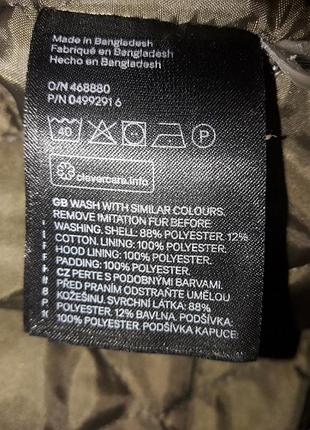 Made in Bangladesh
Fabriqué en Bangladesh
Hecho en Bangladesh
O/N 468880
P/N 0499291 6
40 P
clevercare.info
GB WASH WITH SIMILAR COLOURS.
REMOVE IMITATION FUR BEFORE
WASHING. SHELL: 88% POLYESTER, 12%
COTTON. LINING: 100% POLYESTER.
HOOD LINING: 100% POLYESTER.
PADDING: 100% POLYESTER.
CZ PERTE S PODOBNÝMI BARVAMI.
PŘED PRANÍM ODSTRAŇTE UMĚLOU
KOŽEŠINU. SVRCHNÍ LÁTKA: 88%
POLYESTER, 12% BAVLNA. PODŠÍVKA:
100% POLYESTER. PODŠÍVKA KAPUCE: